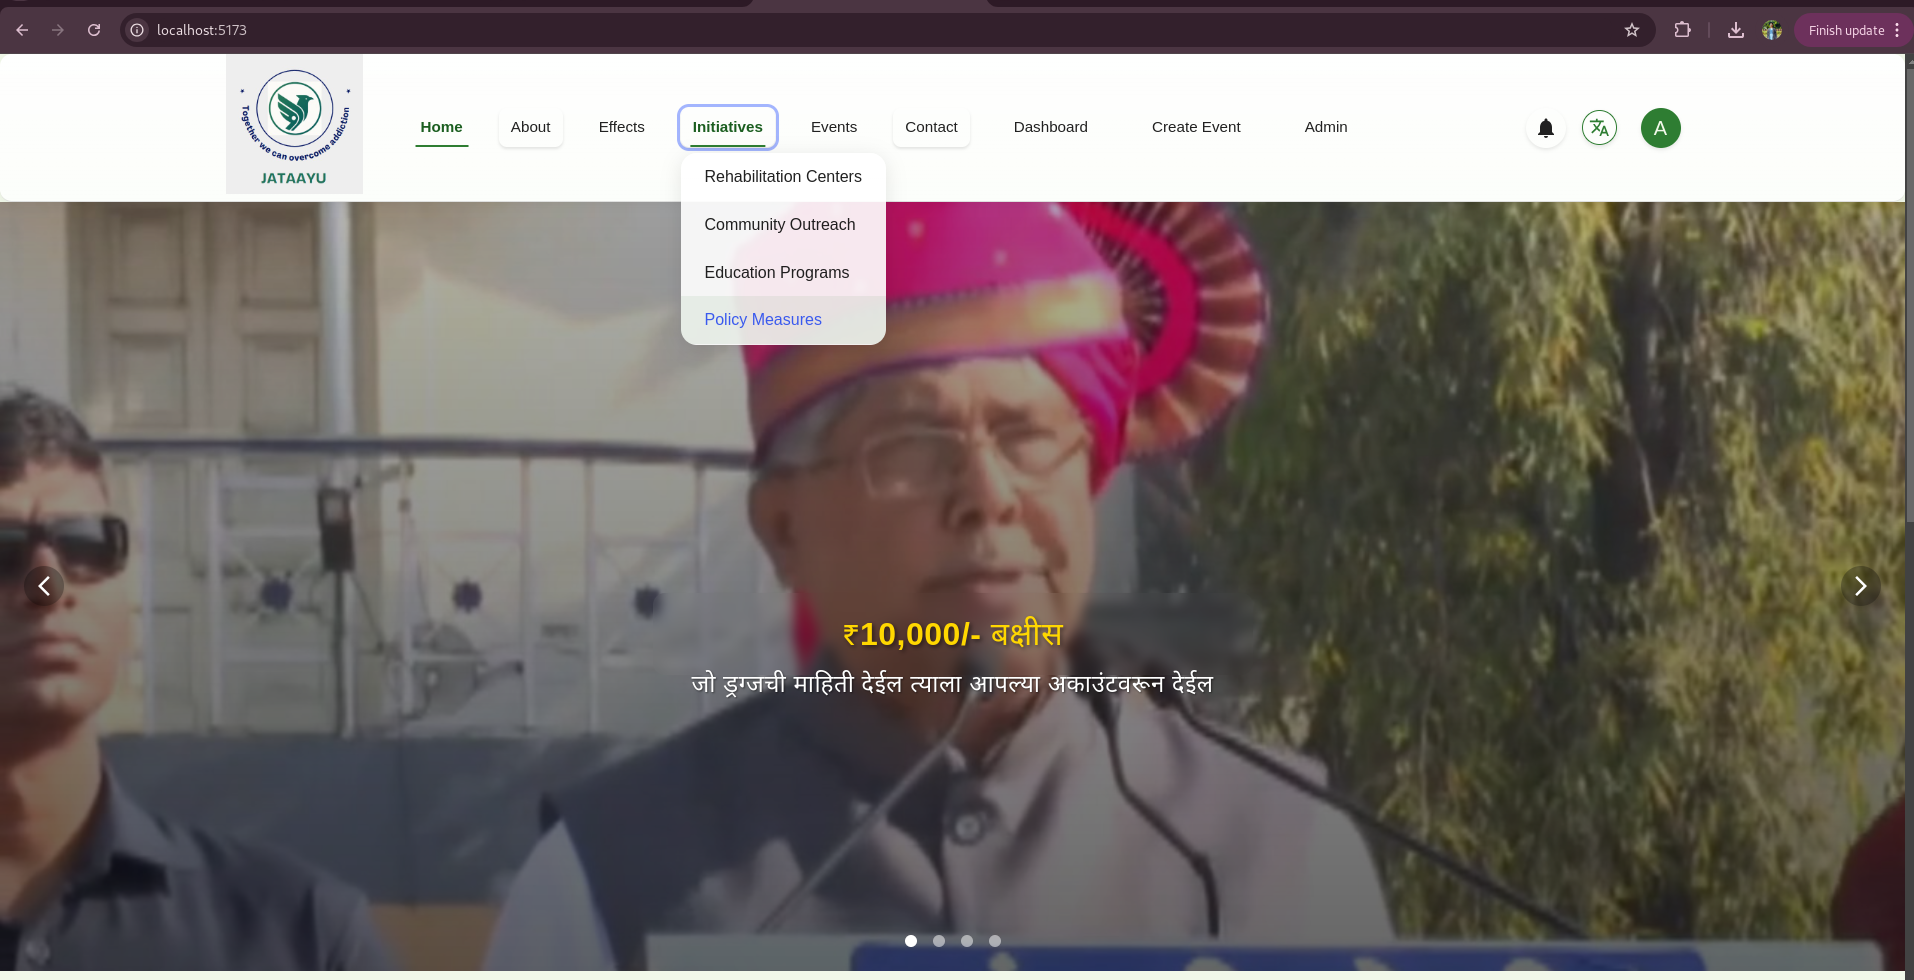 localhost:5173
Finish update
Together we can overcome addiction
JATAAYU
Home
About
Effects
Initiatives
Events
Contact
Dashboard
Create Event
Admin
A
Rehabilitation Centers
Community Outreach
Education Programs
Policy Measures
₹10,000/- बक्षीस
जो ड्रग्जची माहिती देईल त्याला आपल्या अकाउंटवरून देईल